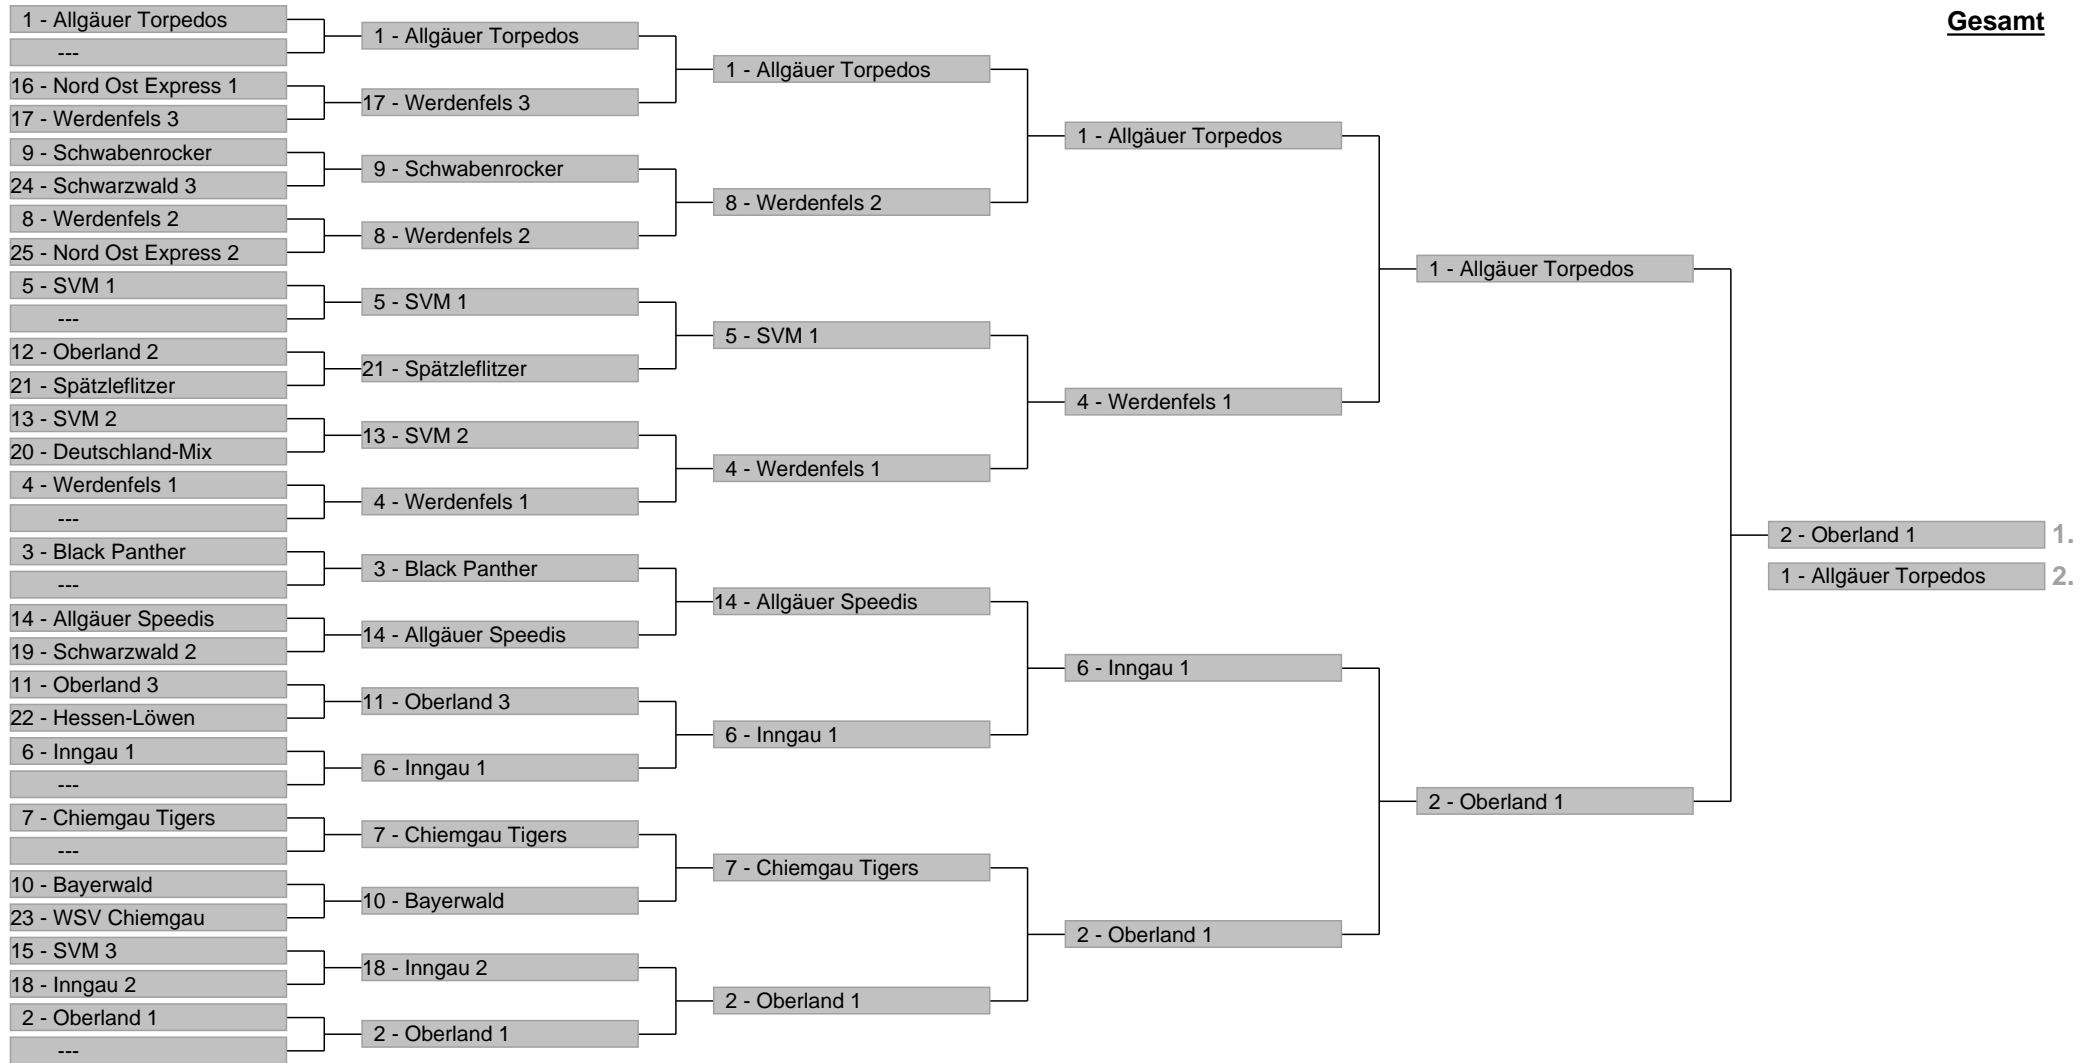 Gesamt
1 - Allgäuer Torpedos
---
16 - Nord Ost Express 1
17 - Werdenfels 3
9 - Schwabenrocker
24 - Schwarzwald 3
8 - Werdenfels 2
25 - Nord Ost Express 2
5 - SVM 1
---
12 - Oberland 2
21 - Spätzleflitzer
13 - SVM 2
20 - Deutschland-Mix
4 - Werdenfels 1
---
3 - Black Panther
---
14 - Allgäuer Speedis
19 - Schwarzwald 2
11 - Oberland 3
22 - Hessen-Löwen
6 - Inngau 1
---
7 - Chiemgau Tigers
---
10 - Bayerwald
23 - WSV Chiemgau
15 - SVM 3
18 - Inngau 2
2 - Oberland 1
---
1 - Allgäuer Torpedos
17 - Werdenfels 3
9 - Schwabenrocker
8 - Werdenfels 2
5 - SVM 1
21 - Spätzleflitzer
13 - SVM 2
4 - Werdenfels 1
3 - Black Panther
14 - Allgäuer Speedis
11 - Oberland 3
6 - Inngau 1
7 - Chiemgau Tigers
10 - Bayerwald
18 - Inngau 2
2 - Oberland 1
1 - Allgäuer Torpedos
8 - Werdenfels 2
5 - SVM 1
4 - Werdenfels 1
14 - Allgäuer Speedis
6 - Inngau 1
7 - Chiemgau Tigers
2 - Oberland 1
1 - Allgäuer Torpedos
4 - Werdenfels 1
6 - Inngau 1
2 - Oberland 1
1 - Allgäuer Torpedos
2 - Oberland 1
2 - Oberland 1 1.
1 - Allgäuer Torpedos 2.